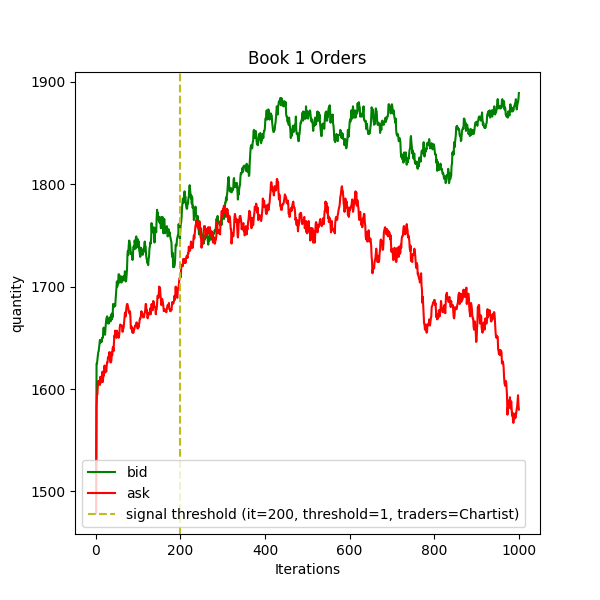 Book 1 Orders
1900
1800
1700
1600
1500
quantity
bid
ask
signal threshold (it=200, threshold=1, traders=Chartist)
0 200 400 600 800 1000
Iterations